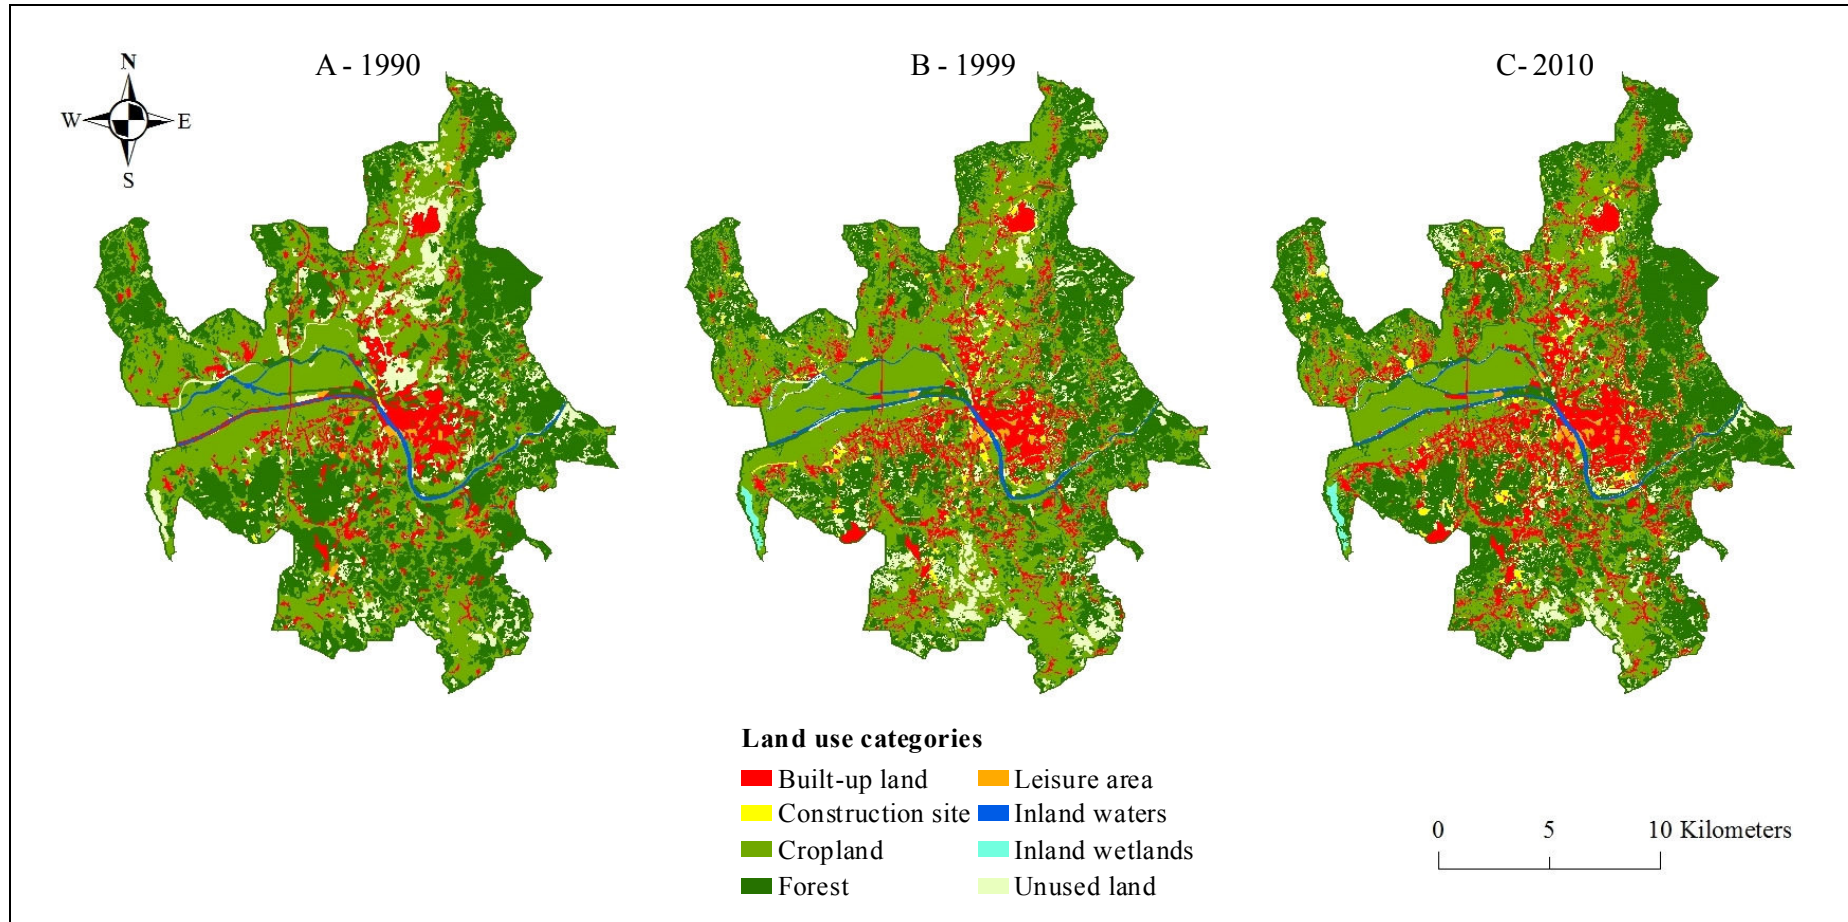 A - 1990
B - 1999
C- 2010
N
W
E
S
Land use categories
Built-up land
Leisure area
Construction site
Inland waters
Cropland
Inland wetlands
Forest
Unused land
0 5 10 Kilometers